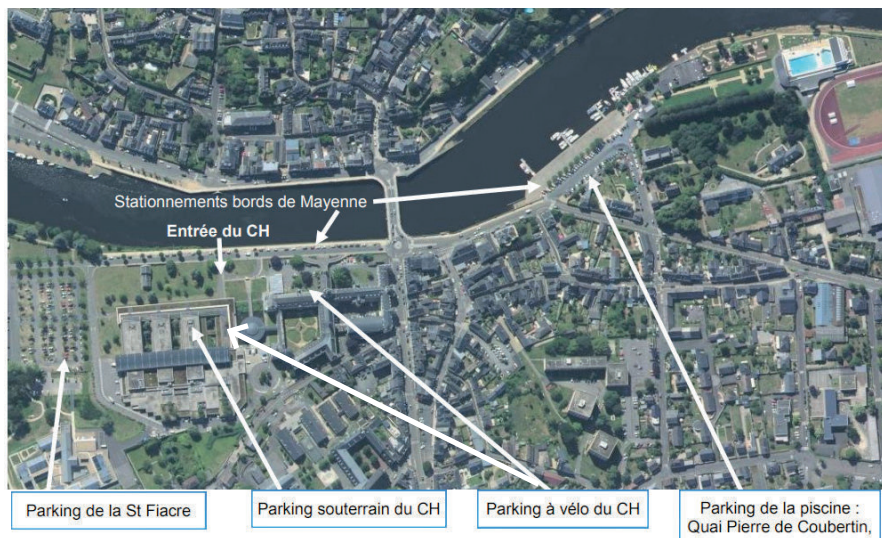 Stationnements bords de Mayenne
Entrée du CH
Parking de la St Fiacre
Parking souterrain du CH
Parking à vélo du CH
Parking de la piscine :
Quai Pierre de Coubertin,